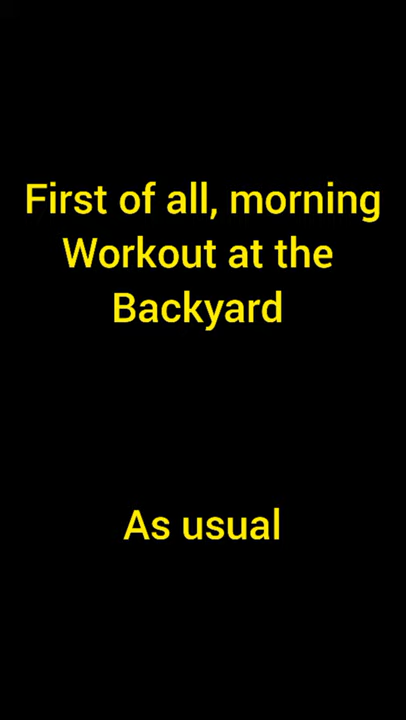 First of all, morning
Workout at the
Backyard
As usual